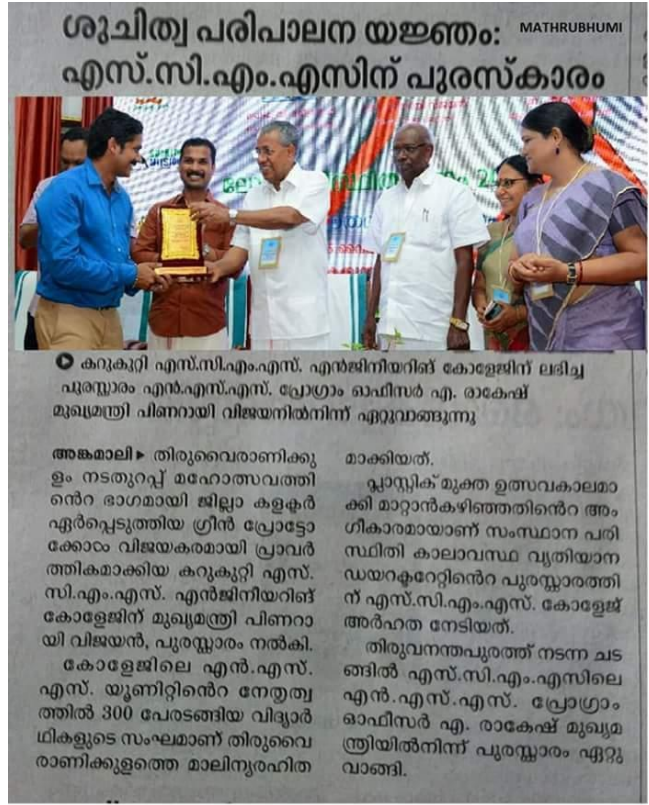 ശുചിത്വ പരിപാലന യജ്ഞം:
MATHRUBHUMI
എസ്.സി.എം.എസിന് പുരസ്കാരം
കറുകുറ്റി എസ്.സി.എം.എസ്. എൻജിനീയറിങ് കോളേജിന് ലഭിച്ച
പുരസ്കാരം എൻ.എസ്.എസ്. പ്രോഗ്രാം ഓഫീസർ എ. രാകേഷ്
മുഖ്യമന്ത്രി പിണറായി വിജയനിൽനിന്ന് ഏറ്റുവാങ്ങുന്നു
അങ്കമാലി ▸ തിരുവൈരാണിക്കു
ളം നടതുറപ്പ് മഹോത്സവത്തി
ന്റെ ഭാഗമായി ജില്ലാ കളക്ടർ
ഏർപ്പെടുത്തിയ ഗ്രീൻ പ്രോട്ടോ
ക്കോൾ വിജയകരമായി പ്രാവർ
ത്തികമാക്കിയ കറുകുറ്റി എസ്.
സി.എം.എസ്. എൻജിനീയറിങ്
കോളേജിന് മുഖ്യമന്ത്രി പിണറാ
യി വിജയൻ, പുരസ്കാരം നൽകി.
കോളേജിലെ എൻ.എസ്.
എസ്. യൂണിറ്റിന്റെ നേതൃത്വ
ത്തിൽ 300 പേരടങ്ങിയ വിദ്യാർ
ഥികളുടെ സംഘമാണ് തിരുവൈ
രാണിക്കുളത്തെ മാലിന്യരഹിത
മാക്കിയത്.
പ്ലാസ്റ്റിക് മുക്ത ഉത്സവകാലമാ
ക്കി മാറ്റാൻകഴിഞ്ഞതിന്റെ അം
ഗീകാരമായാണ് സംസ്ഥാന പരി
സ്ഥിതി കാലാവസ്ഥ വ്യതിയാന
ഡയറക്ടറേറ്റിന്റെ പുരസ്കാരത്തി
ന് എസ്.സി.എം.എസ്. കോളേജ്
അർഹത നേടിയത്.
തിരുവനന്തപുരത്ത് നടന്ന ചട
ങ്ങിൽ എസ്.സി.എം.എസിലെ
എൻ.എസ്.എസ്. പ്രോഗ്രാം
ഓഫീസർ എ. രാകേഷ് മുഖ്യമ
ന്ത്രിയിൽനിന്ന് പുരസ്കാരം ഏറ്റു
വാങ്ങി.